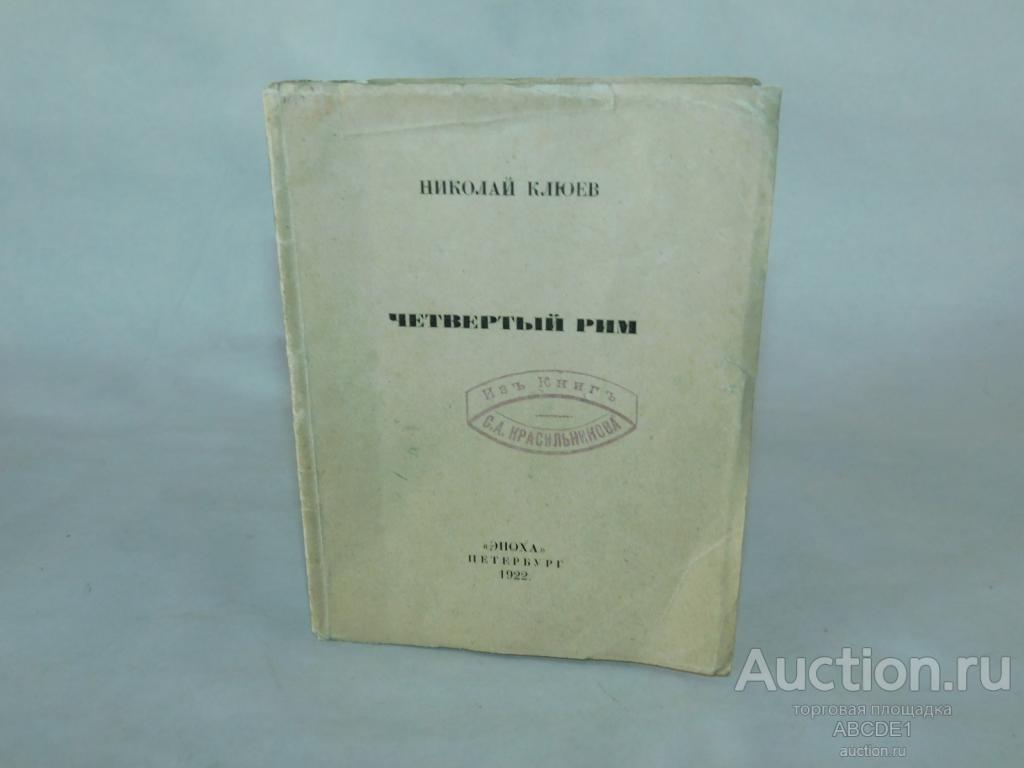 НИКОЛАЙ КЛЮЕВ
ЧЕТВЕРТЫЙ РИМ
Изъ Книгъ
С.А. КРАСИЛЬНИКОВА
«ЭПОХА»
ПЕТЕРБУРГ
1922.
Auction.ru
торговая площадка
ABCDE1
auction.ru